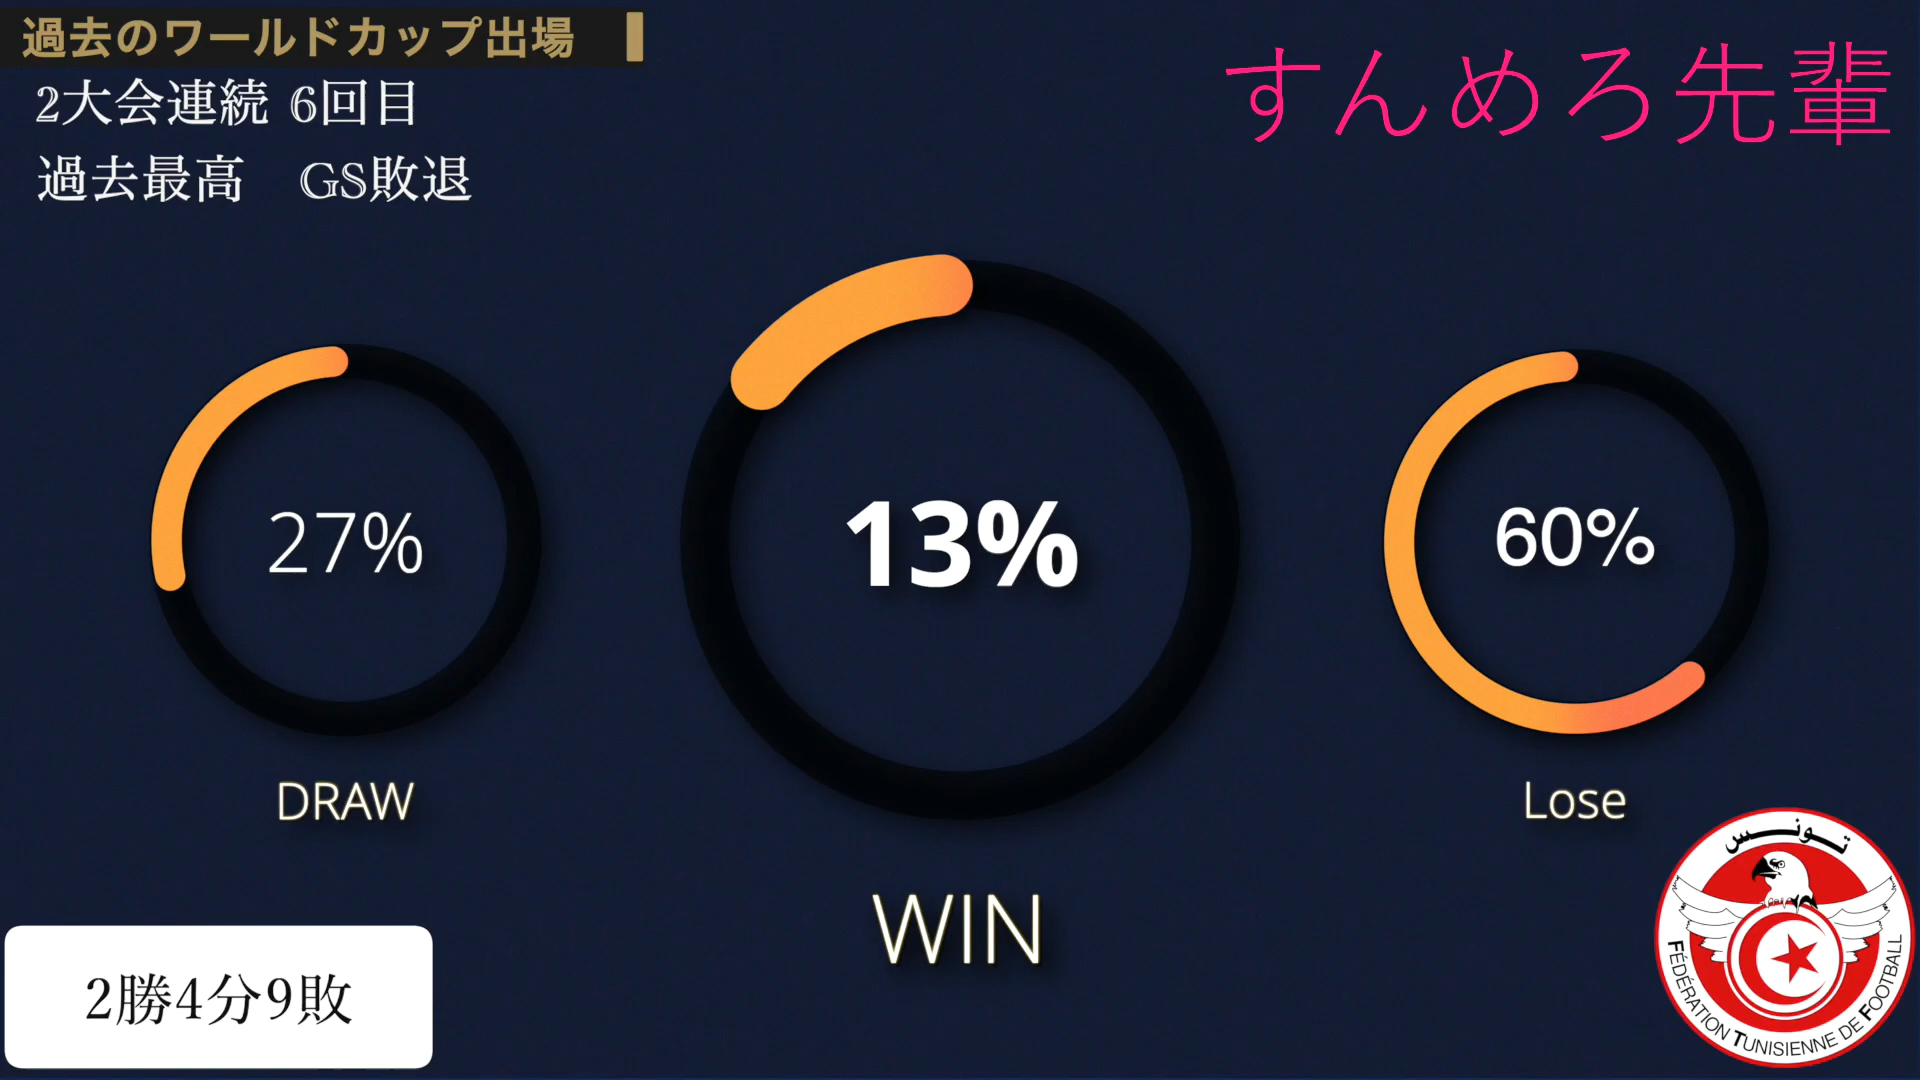 過去のワールドカップ出場
2大会連続 6回目
過去最高　GS敗退
すんめろ先輩
27%
DRAW
13%
WIN
60%
Lose
2勝4分9敗
تونس
FÉDÉRATION TUNISIENNE DE FOOTBALL